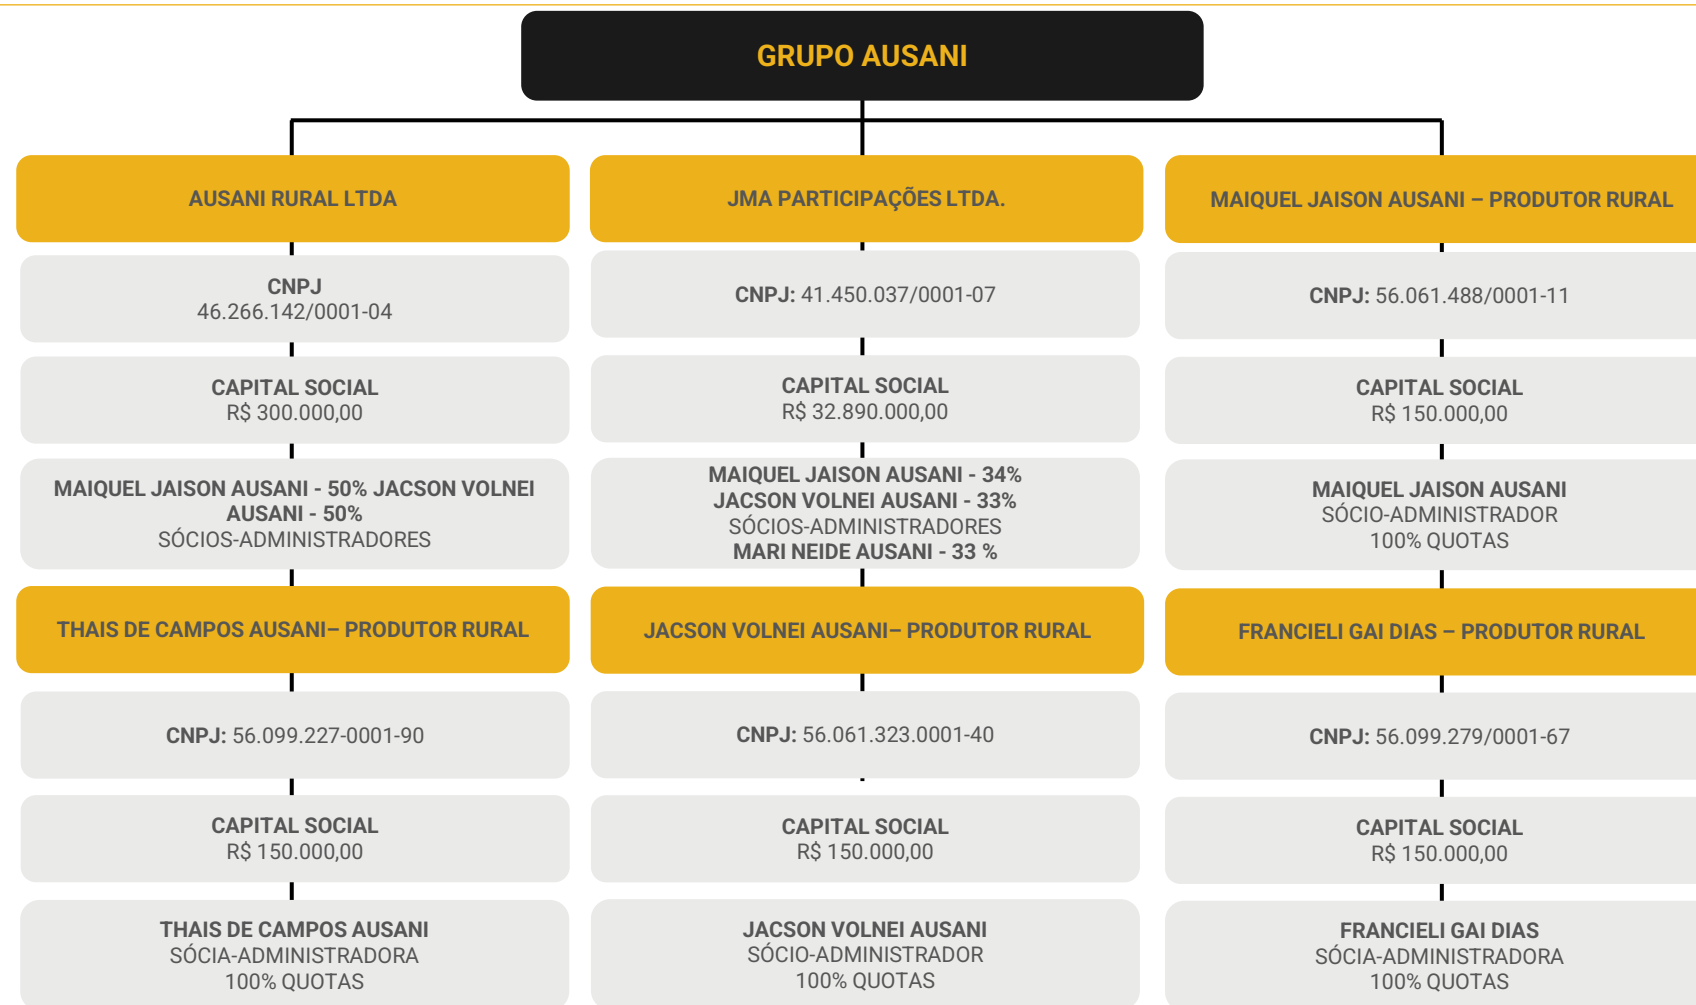 GRUPO AUSANI
AUSANI RURAL LTDA
CNPJ
46.266.142/0001-04
CAPITAL SOCIAL
R$ 300.000,00
MAIQUEL JAISON AUSANI - 50% JACSON VOLNEI
AUSANI - 50%
SÓCIOS-ADMINISTRADORES
THAIS DE CAMPOS AUSANI– PRODUTOR RURAL
CNPJ: 56.099.227-0001-90
CAPITAL SOCIAL
R$ 150.000,00
THAIS DE CAMPOS AUSANI
SÓCIA-ADMINISTRADORA
100% QUOTAS
JMA PARTICIPAÇÕES LTDA.
CNPJ: 41.450.037/0001-07
CAPITAL SOCIAL
R$ 32.890.000,00
MAIQUEL JAISON AUSANI - 34%
JACSON VOLNEI AUSANI - 33%
SÓCIOS-ADMINISTRADORES
MARI NEIDE AUSANI - 33 %
JACSON VOLNEI AUSANI– PRODUTOR RURAL
CNPJ: 56.061.323.0001-40
CAPITAL SOCIAL
R$ 150.000,00
JACSON VOLNEI AUSANI
SÓCIO-ADMINISTRADOR
100% QUOTAS
MAIQUEL JAISON AUSANI – PRODUTOR RURAL
CNPJ: 56.061.488/0001-11
CAPITAL SOCIAL
R$ 150.000,00
MAIQUEL JAISON AUSANI
SÓCIO-ADMINISTRADOR
100% QUOTAS
FRANCIELI GAI DIAS – PRODUTOR RURAL
CNPJ: 56.099.279/0001-67
CAPITAL SOCIAL
R$ 150.000,00
FRANCIELI GAI DIAS
SÓCIA-ADMINISTRADORA
100% QUOTAS